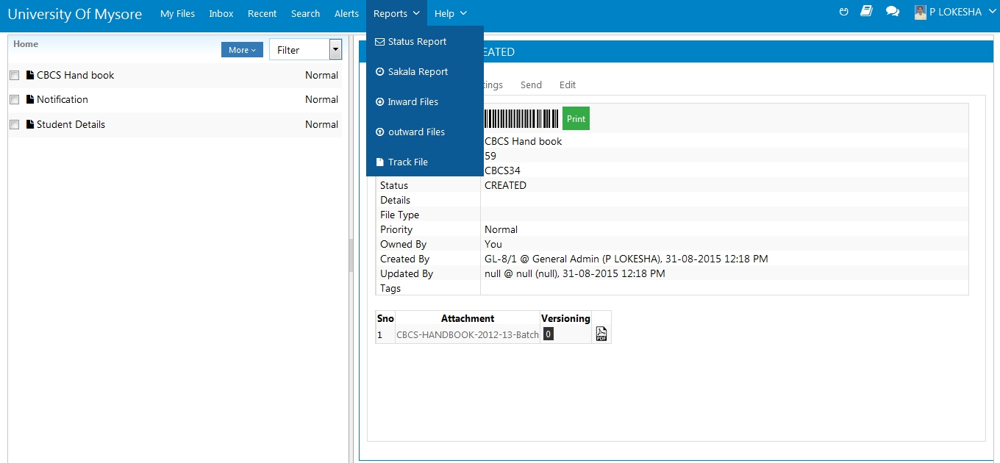 University Of Mysore My Files Inbox Recent Search Alerts Reports Help P LOKESHA
Status Report
Sakala Report
Inward Files
outward Files
Track File
Home More Filter
CBCS Hand book Normal
Notification Normal
Student Details Normal
EATED
tings Send Edit
Print
CBCS Hand book
59
CBCS34
Status CREATED
Details
File Type
Priority Normal
Owned By You
Created By GL-8/1 @ General Admin (P LOKESHA), 31-08-2015 12:18 PM
Updated By null @ null (null), 31-08-2015 12:18 PM
Tags
Sno Attachment Versioning
1 CBCS-HANDBOOK-2012-13-Batch 0 PDF